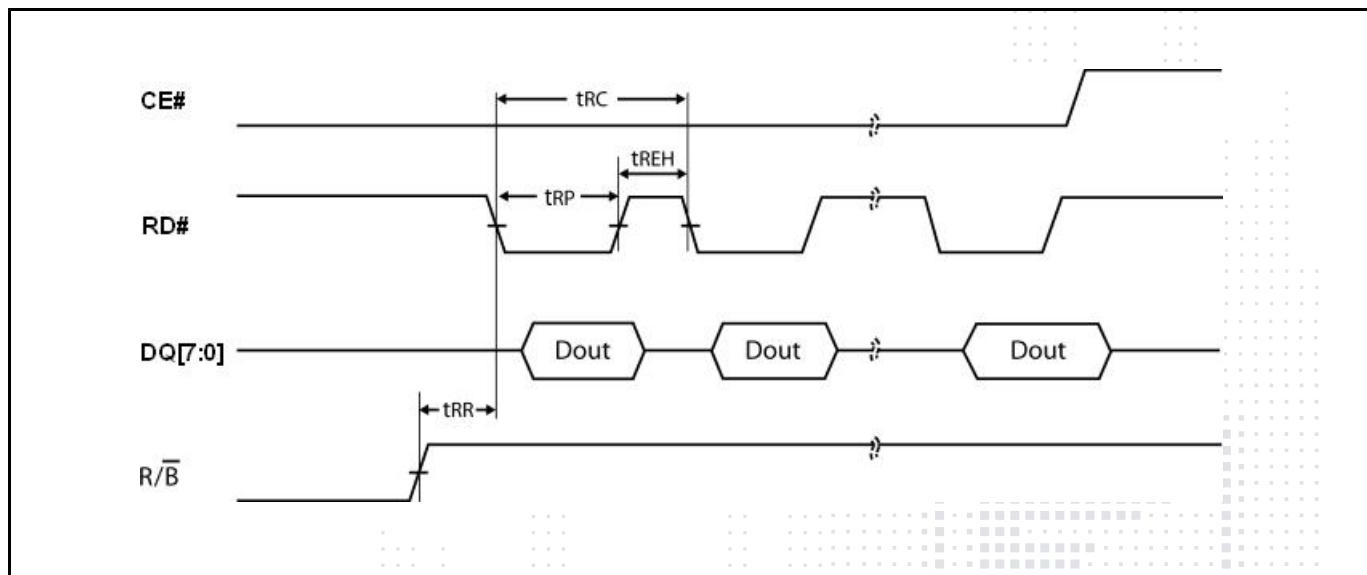 CE#
tRC
tREH
tRP
RD#
DQ[7:0]
Dout Dout Dout
tRR
R/B̅